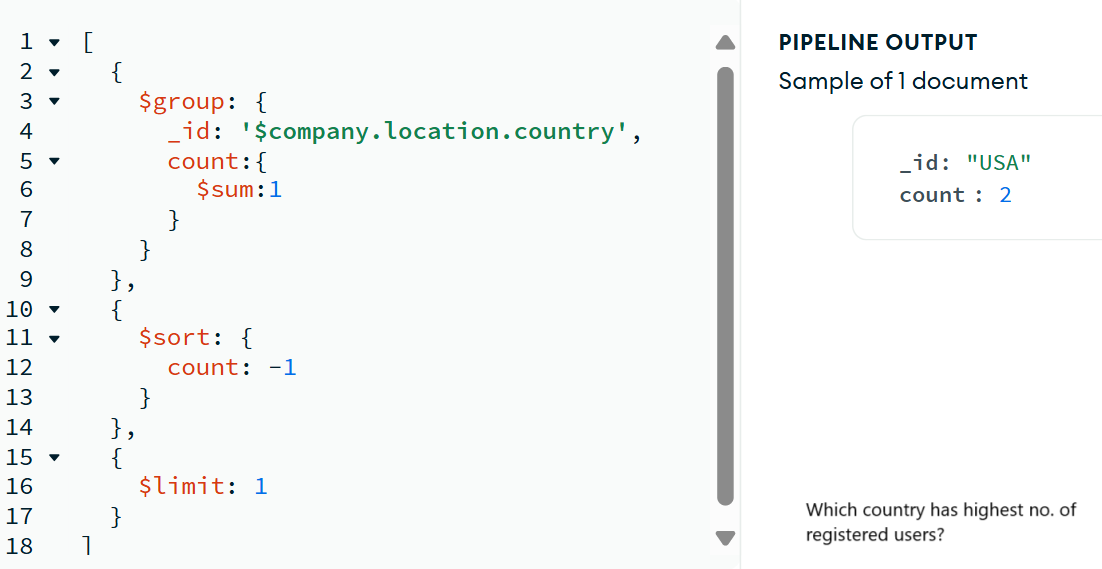 1 [
2 {
3 $group: {
4 _id: '$company.location.country',
5 count:{
6 $sum:1
7 }
8 }
9 },
10 {
11 $sort: {
12 count: -1
13 }
14 },
15 {
16 $limit: 1
17 }
18 ]
PIPELINE OUTPUT
Sample of 1 document
_id: "USA"
count : 2
Which country has highest no. of
registered users?